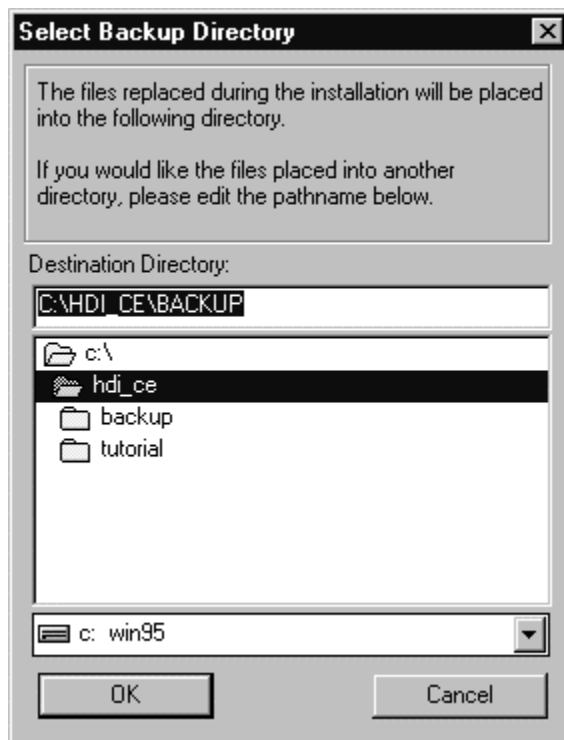 Select Backup Directory
The files replaced during the installation will be placed
into the following directory.
If you would like the files placed into another
directory, please edit the pathname below.
Destination Directory:
C:\HDI_CE\BACKUP
c:\
hdi_ce
backup
tutorial
c: win95
OK
Cancel